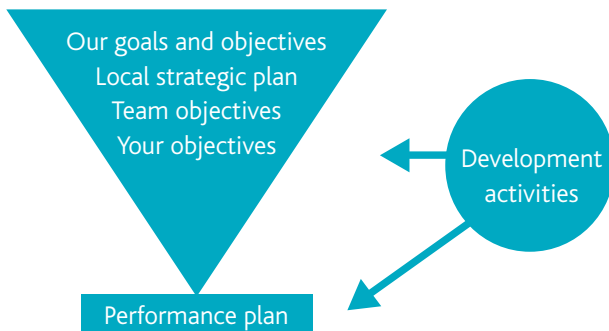 Our goals and objectives
Local strategic plan
Team objectives
Your objectives
Development
activities
Performance plan